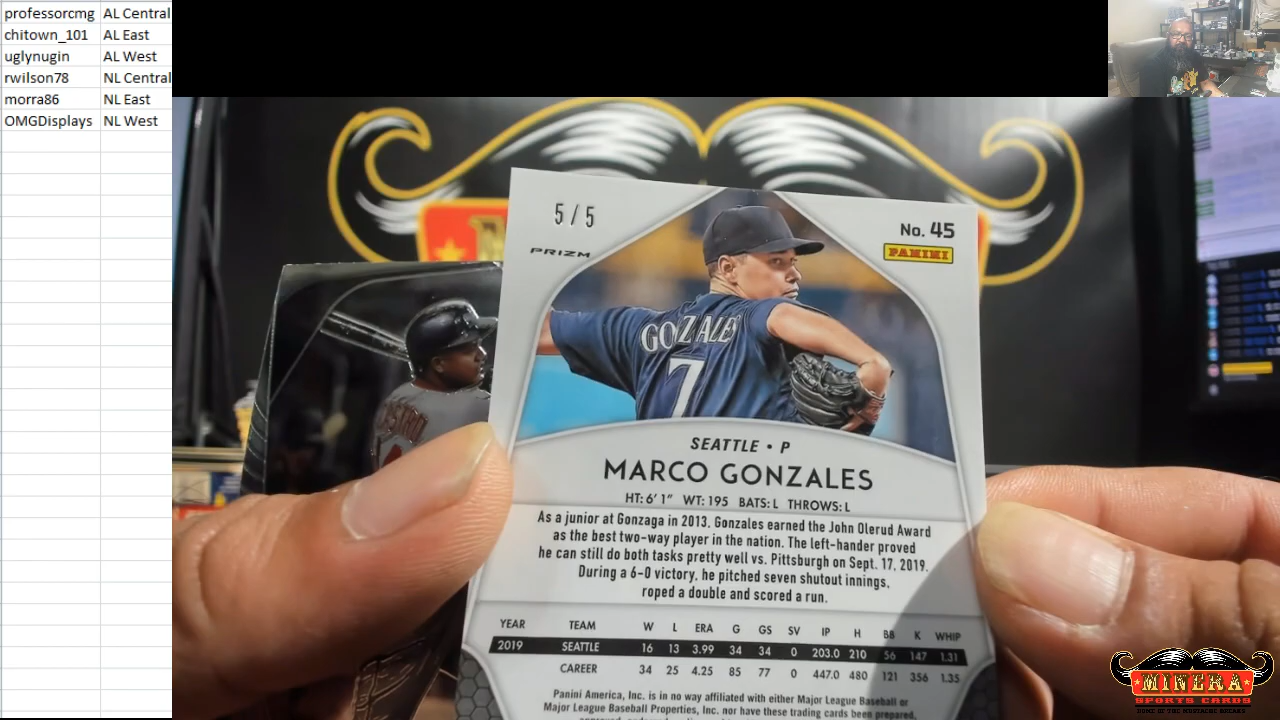 professorcmg AL Central
chitown_101 AL East
uglynugin AL West
rwilson78 NL Central
morra86 NL East
OMGDisplays NL West
5/5
No. 45
PRIZM
PANINI
GONZALES
7
SEATTLE • P
MARCO GONZALES
HT: 6' 1" WT: 195 BATS: L THROWS: L
As a junior at Gonzaga in 2013, Gonzales earned the John Olerud Award
as the best two-way player in the nation. The left-hander proved
he can still do both tasks pretty well vs. Pittsburgh on Sept. 17, 2019.
During a 6-0 victory, he pitched seven shutout innings,
roped a double and scored a run.
YEAR TEAM W L ERA G GS SV IP H BB K WHIP
2019 SEATTLE 16 13 3.99 34 34 0 203.0 210 56 147 1.31
CAREER 34 25 4.25 85 77 0 447.0 480 121 356 1.35
Panini America, Inc. is in no way affiliated with either Major League Baseball or
Major League Baseball Properties, Inc. nor have these trading cards been prepared,
MINERA
SPORTS CARDS
HOME OF THE MUSTACHE BREAKS